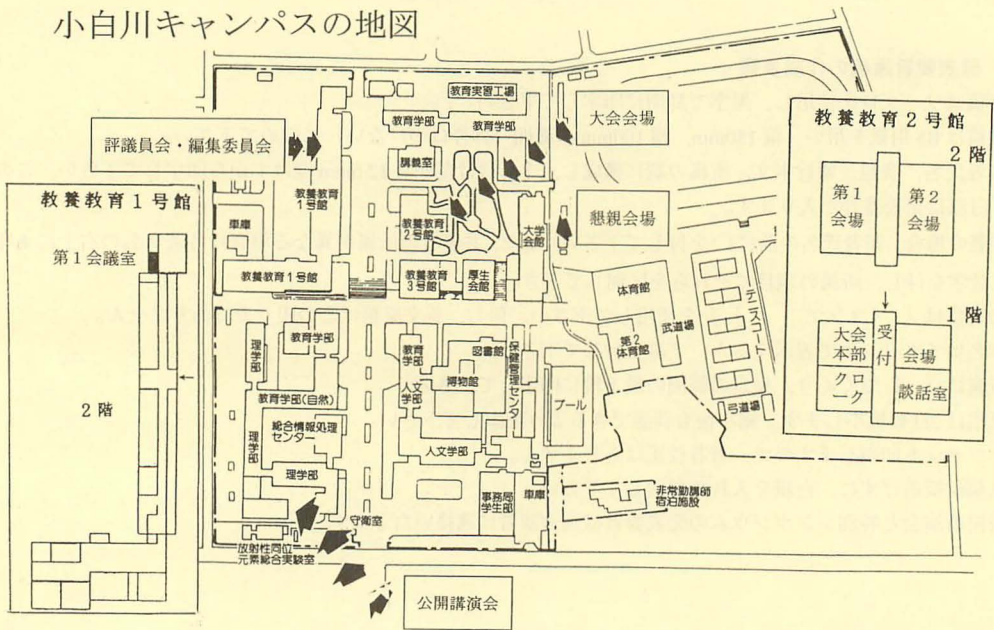 小白川キャンパスの地図
評議員会・編集委員会
教養教育1号館
第1会議室
2階
教育実習工場
教育学部
教育学部
講義室
教養教育
1号館
教養教育
2号館
車庫
大学
会館
教養教育1号館
教養教育
3号館
厚生
会館
大会会場
懇親会場
体育館
第2
体育館
武道場
テニスコート
弓道場
教養教育2号館
2階
第1
会場
第2
会場
1階
大会
本部
クロ
ーク
受
付
会場
談話室
理学部
教育学部
教育学部(自然)
理学部
総合情報処理
センター
理学部
教育
学部
図書館
博物館
人文
学部
人文学部
保健管理センター
プール
事務局
学生部
車庫
非常勤講師
宿泊施設
守衛室
放射性同位
元素総合実験室
公開講演会